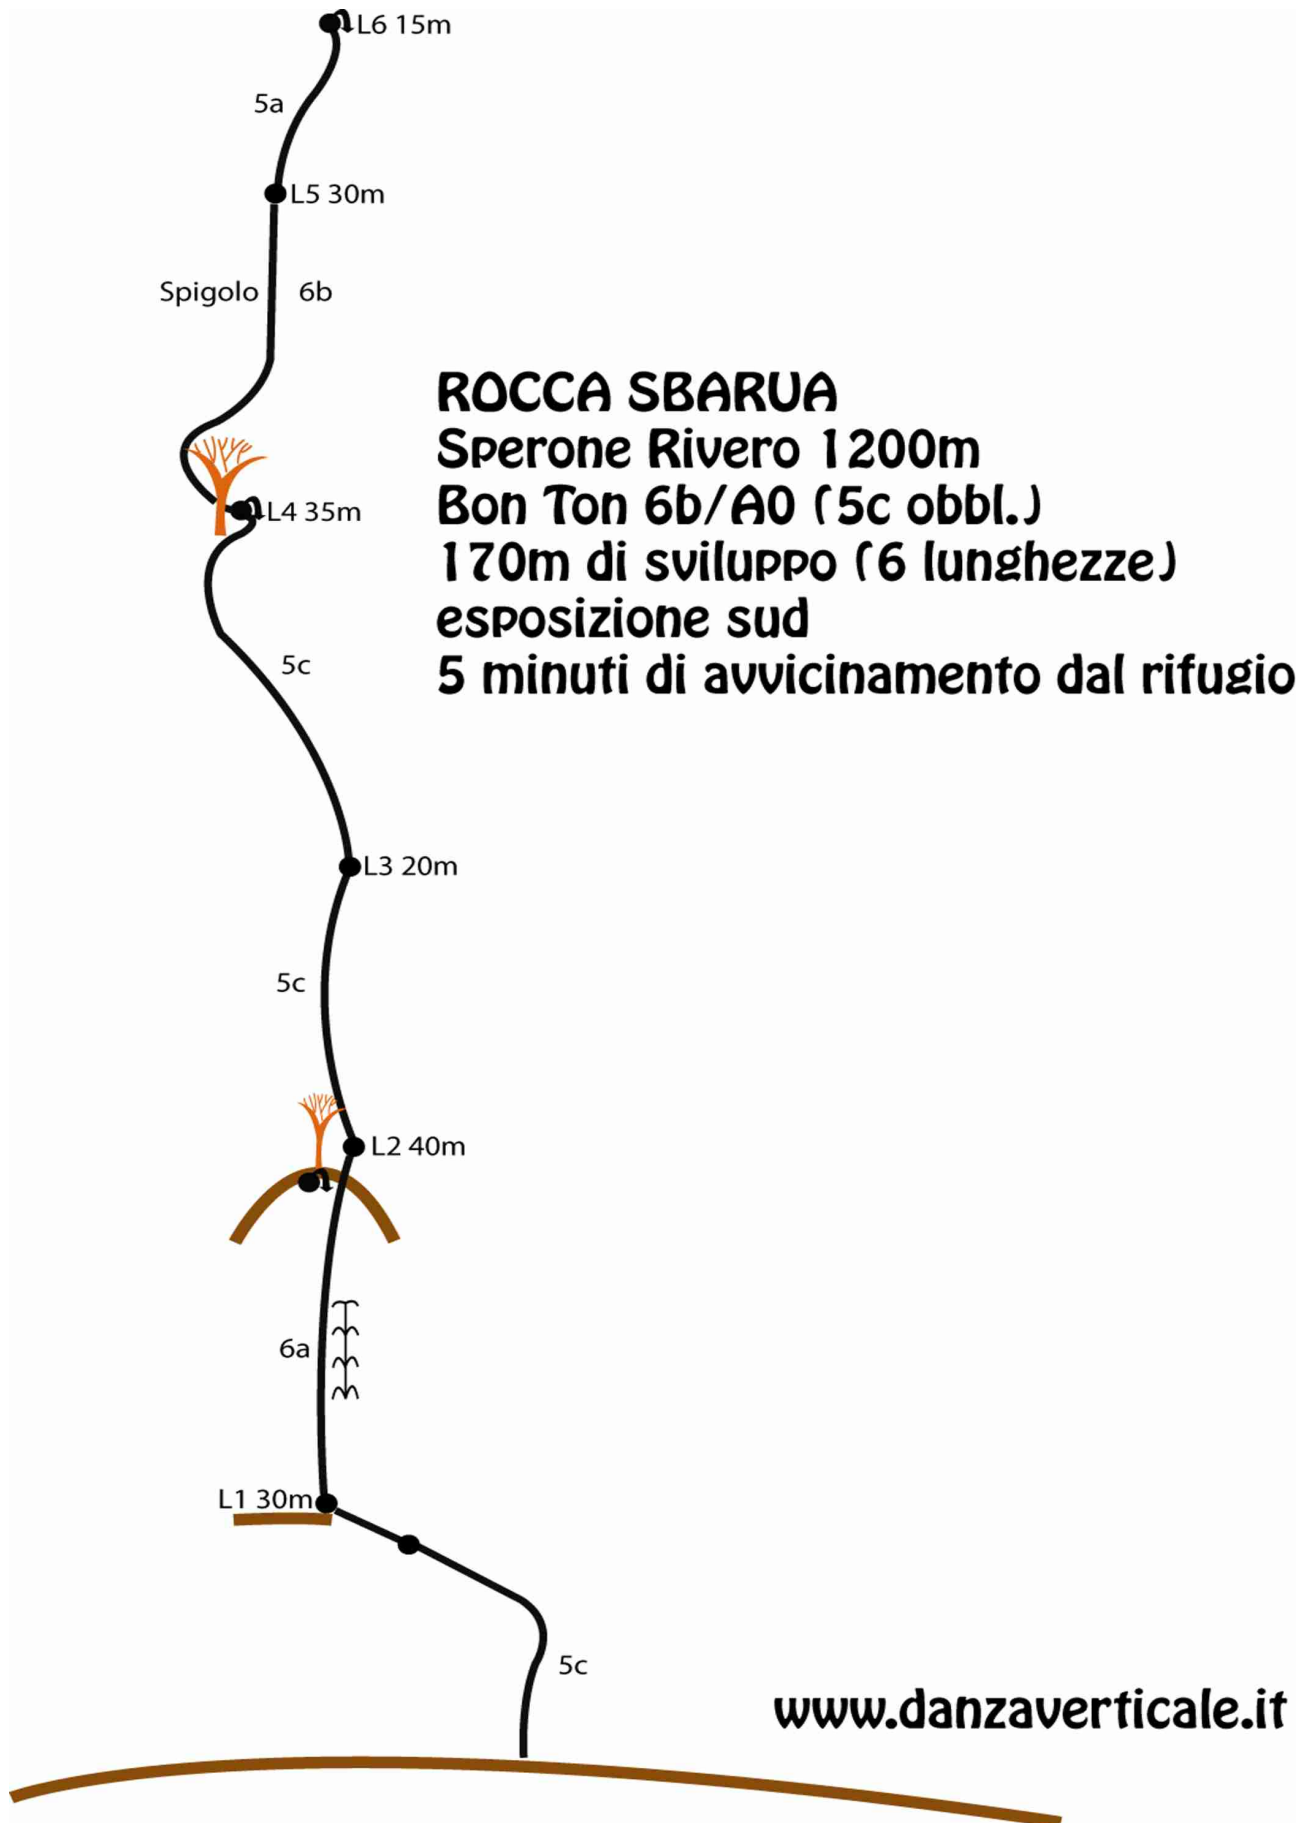 L6 15m
5a
L5 30m
Spigolo 6b
ROCCA SBARUA
Sperone Rivero 1200m
Bon Ton 6b/A0 (5c obbl.)
170m di sviluppo (6 lunghezze)
esposizione sud
5 minuti di avvicinamento dal rifugio
L4 35m
5c
L3 20m
5c
L2 40m
6a
L1 30m
5c
www.danzaverticale.it